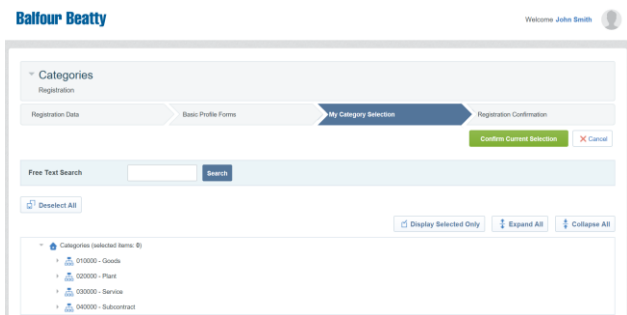 Balfour Beatty
Welcome John Smith
Categories
Registration
Registration Data
Basic Profile Forms
My Category Selection
Registration Confirmation
Confirm Current Selection
Cancel
Free Text Search
Search
Deselect All
Display Selected Only
Expand All
Collapse All
Categories (selected items: 0)
010000 - Goods
020000 - Plant
030000 - Service
040000 - Subcontract